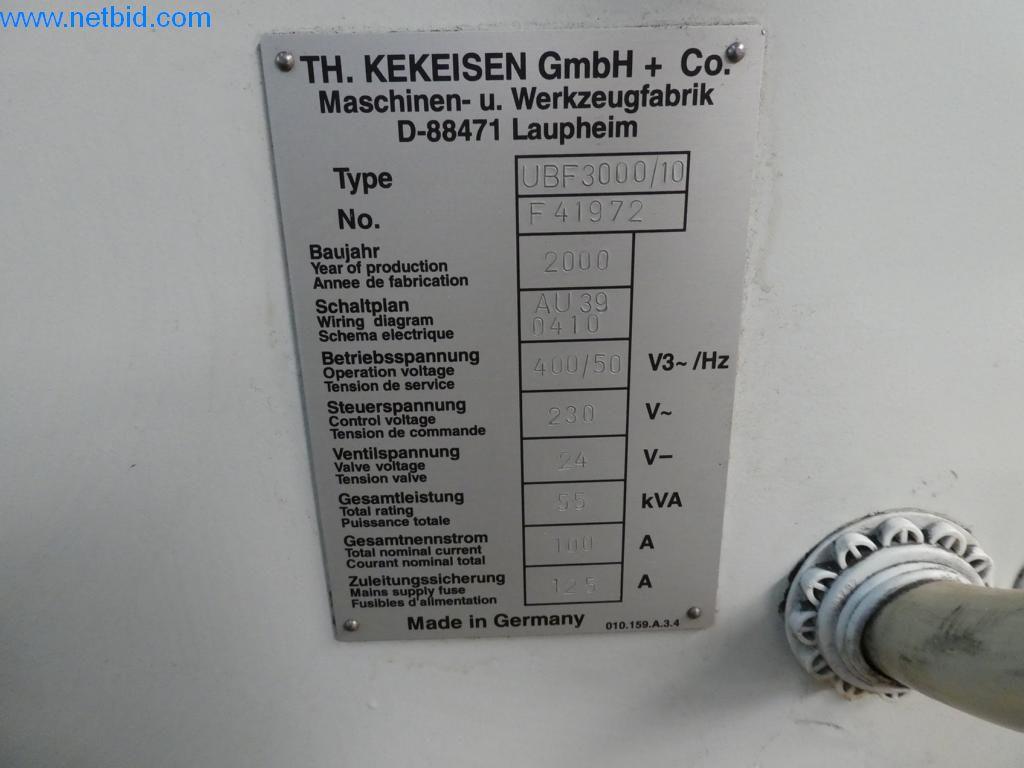 www.netbid.com
TH. KEKEISEN GmbH + Co.
Maschinen- u. Werkzeugfabrik
D-88471 Laupheim
Type UBF3000/10
No. F 41972
Baujahr
Year of production 2000
Annee de fabrication
Schaltplan AU 39
Wiring diagram 0410
Schema electrique
Betriebsspannung
Operation voltage 400/50 V3~ /Hz
Tension de service
Steuerspannung
Control voltage 230 V~
Tension de commande
Ventilspannung
Valve voltage 24 V–
Tension valve
Gesamtleistung
Total rating 55 kVA
Puissance totale
Gesamtnennstrom
Total nominal current 100 A
Courant nominal total
Zuleitungssicherung
Mains supply fuse 125 A
Fusibles d'alimentation
Made in Germany 010.159.A.3.4